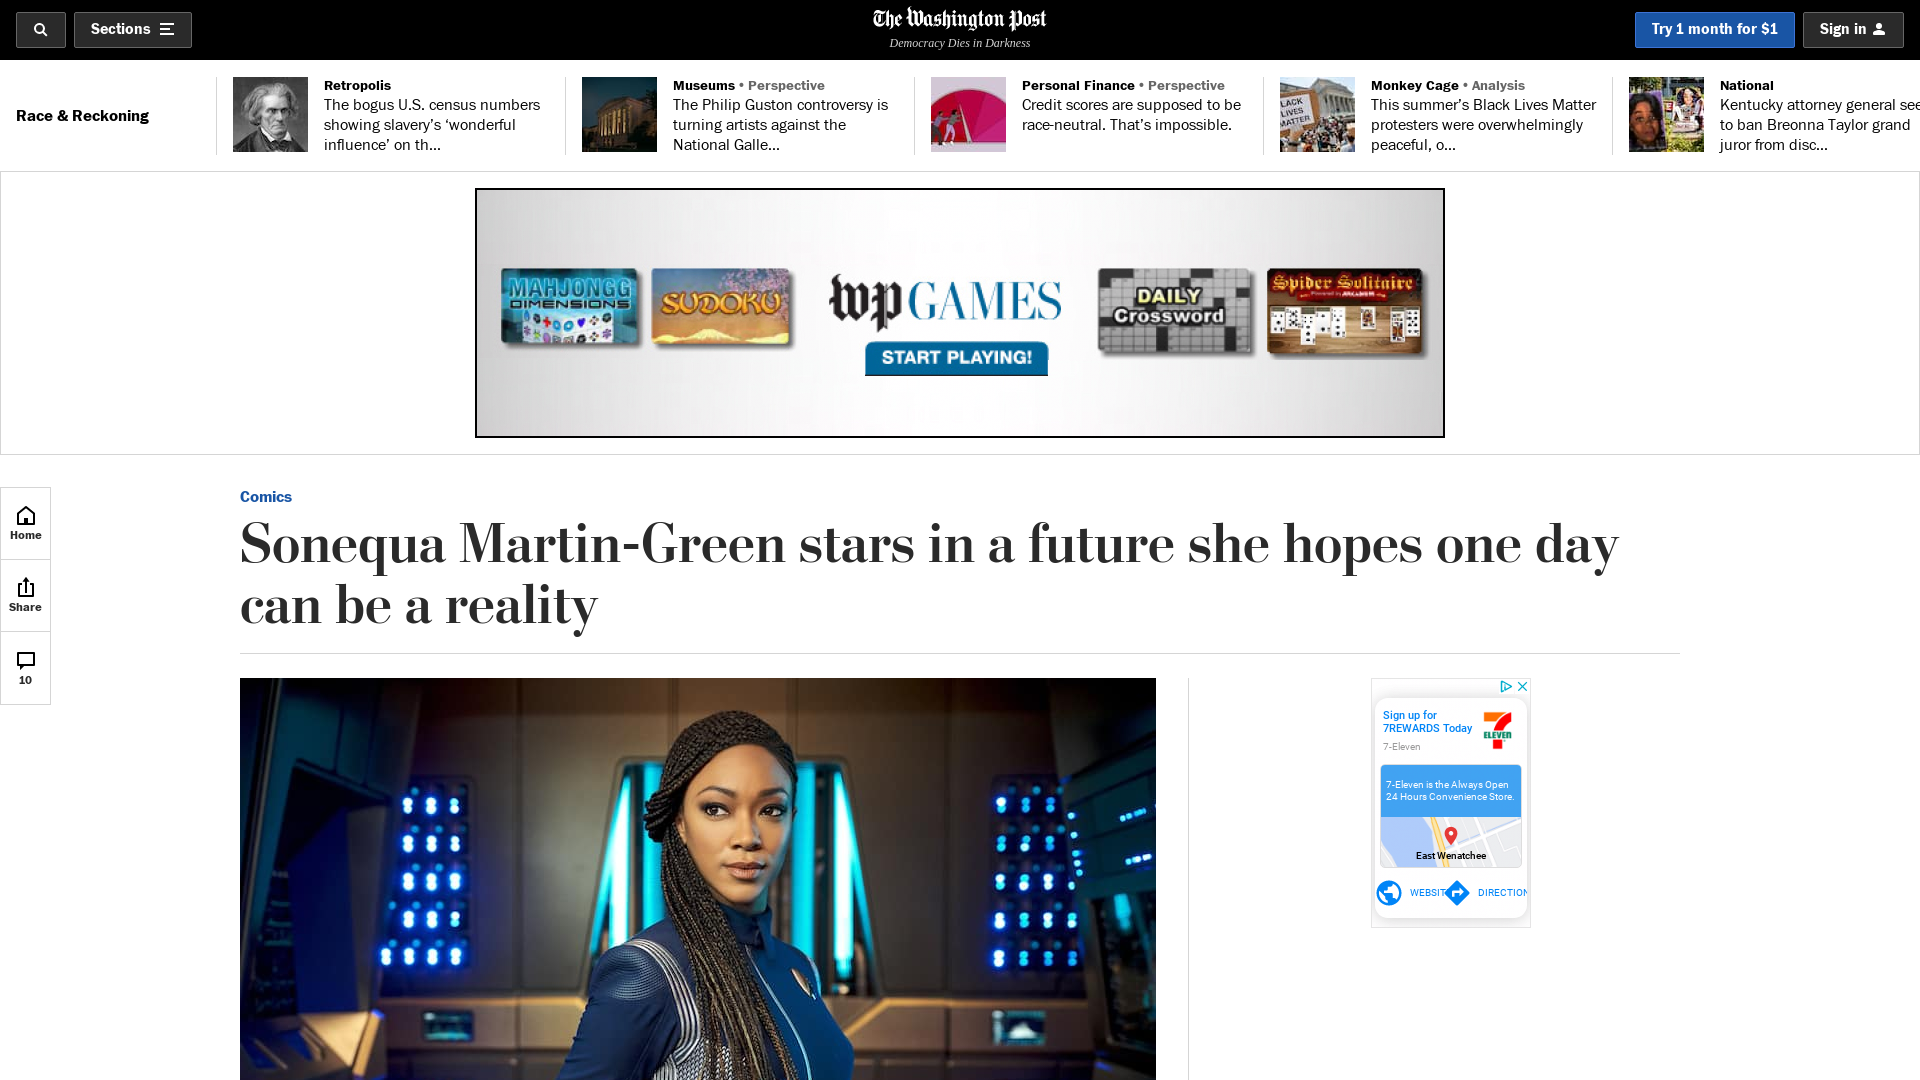 Sections
The Washington Post
Democracy Dies in Darkness
Try 1 month for $1
Sign in
Race & Reckoning
Retropolis
The bogus U.S. census numbers
showing slavery’s ‘wonderful
influence’ on th...
Museums • Perspective
The Philip Guston controversy is
turning artists against the
National Galle...
Personal Finance • Perspective
Credit scores are supposed to be
race-neutral. That’s impossible.
BLACK
LIVES
MATTER
Monkey Cage • Analysis
This summer’s Black Lives Matter
protesters were overwhelmingly
peaceful, o...
National
Kentucky attorney general see
to ban Breonna Taylor grand
juror from disc...
MAHJONGG
DIMENSIONS
SUDOKU
wp GAMES
START PLAYING!
DAILY
Crossword
Spider Solitaire
Home
Share
10
Comics
Sonequa Martin-Green stars in a future she hopes one day
can be a reality
Sign up for
7REWARDS Today
7-Eleven
7
ELEVEN
7-Eleven is the Always Open
24 Hours Convenience Store.
East Wenatchee
WEBSIT
DIRECTION